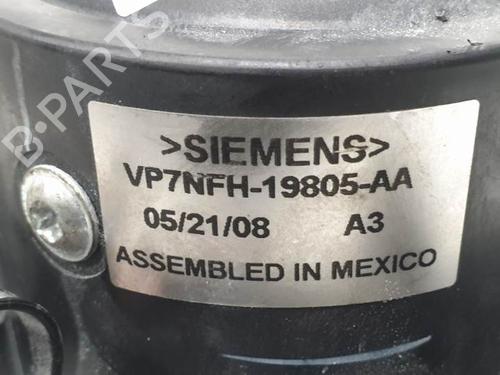 B-PARTS
>SIEMENS>
VP7NFH-19805-AA
05/21/08 A3
ASSEMBLED IN MEXICO